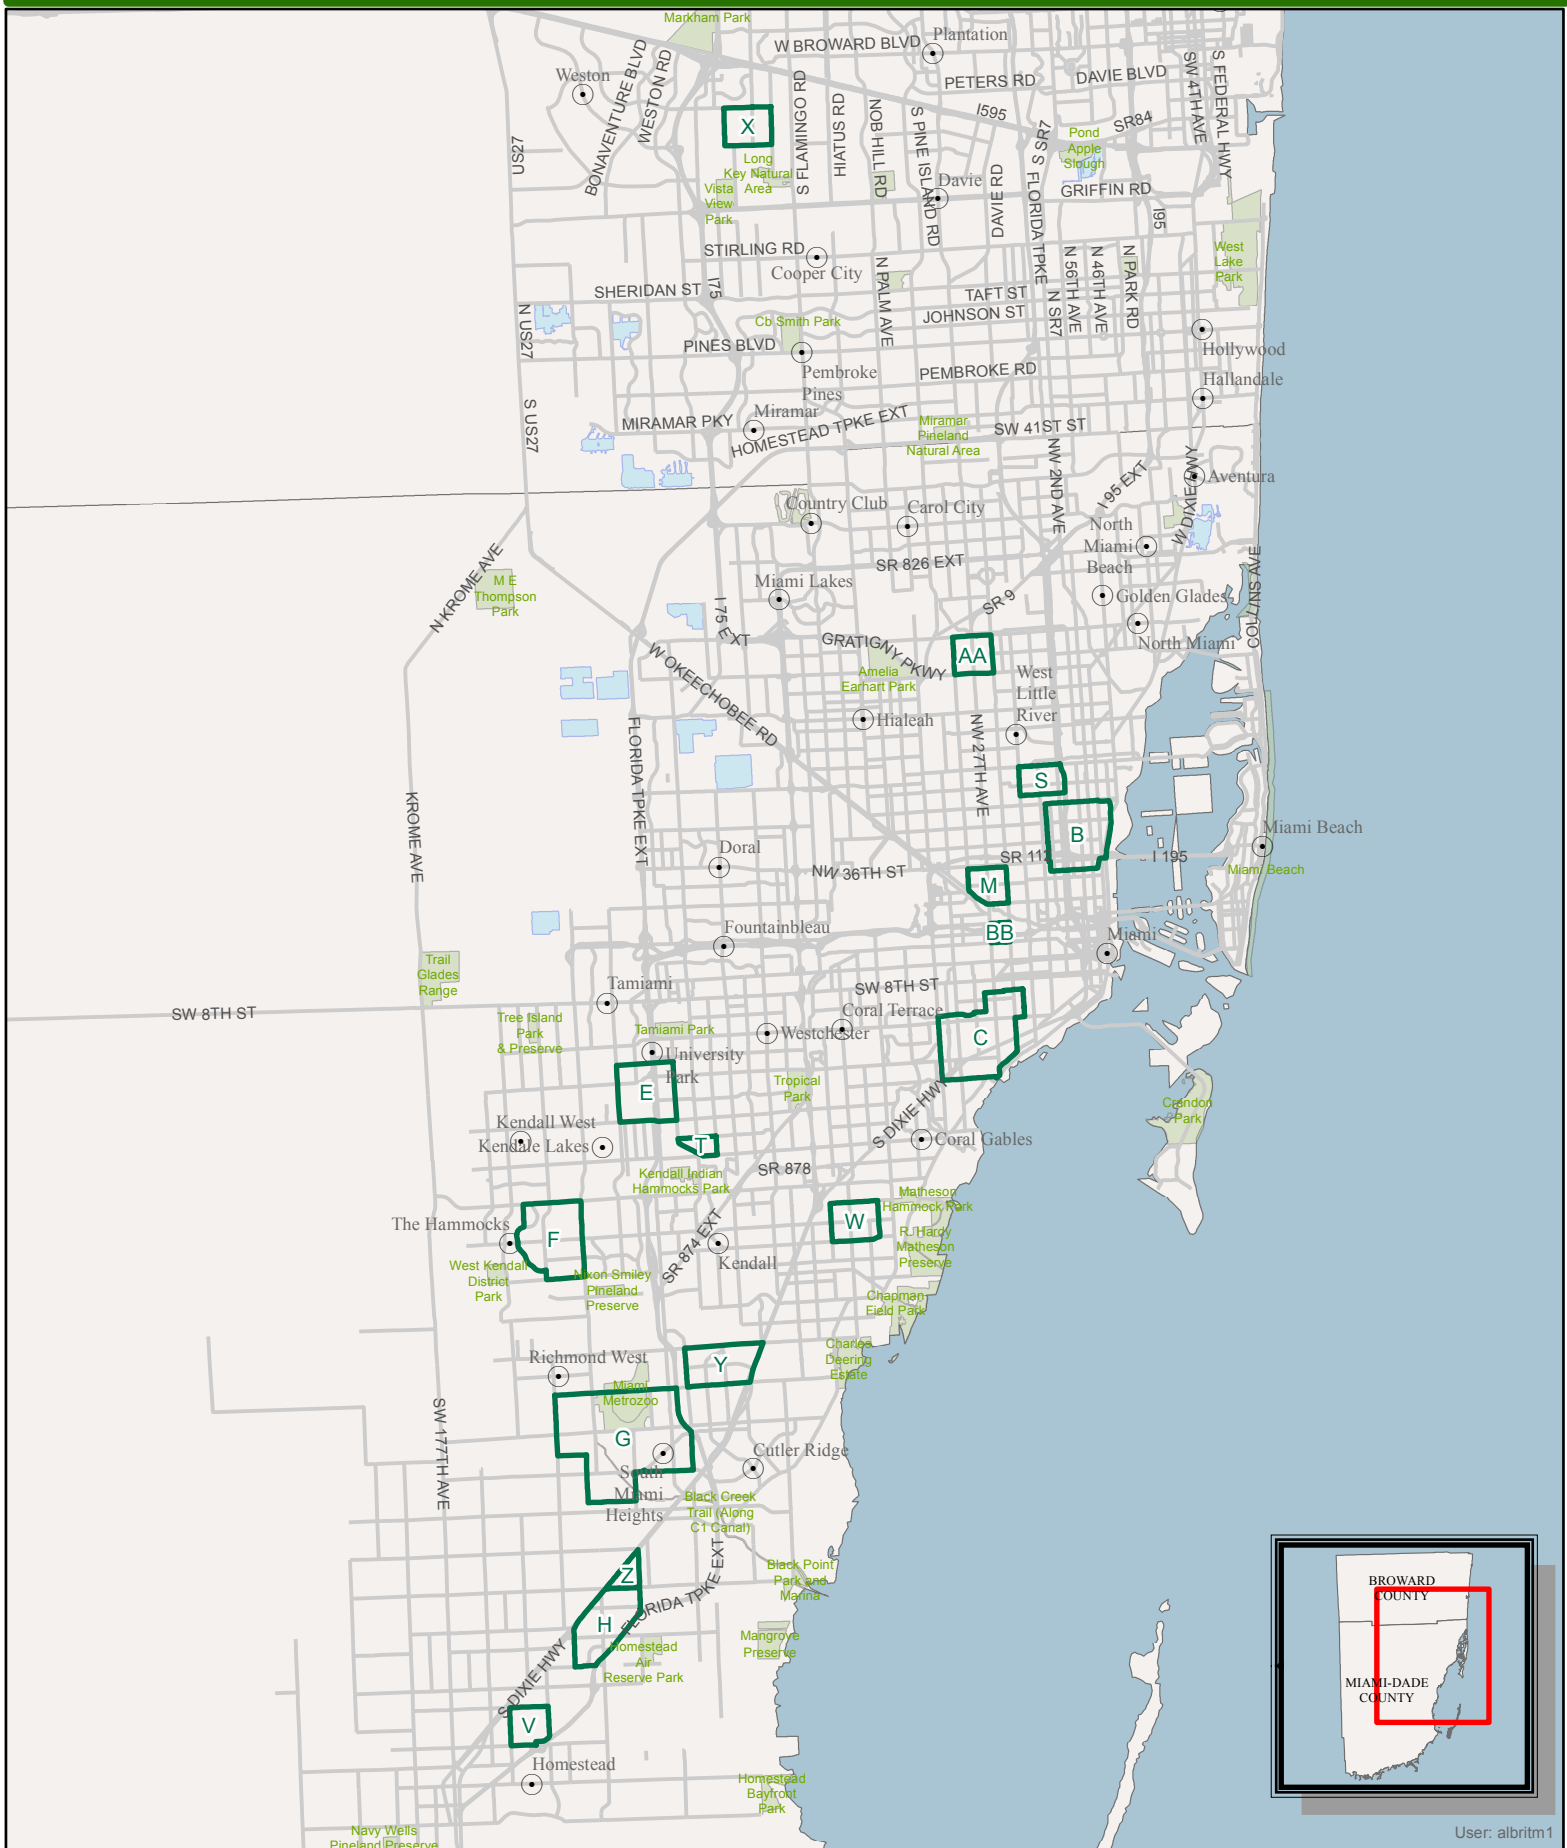 Markham Park
W BROWARD BLVD
Plantation
Weston
BONAVENTURE BLVD
WESTON RD
PETERS RD
DAVIE BLVD
SW 4TH AVE
S FEDERAL HWY
US27
X
S FLAMINGO RD
HIATUS RD
NOB HILL RD
S PINE ISLAND RD
I595
S SR7
SR84
Pond
Apple
Slough
Long
Key Natural
Area
Vista
View
Park
Davie
DAVIE RD
FLORIDA TPKE
GRIFFIN RD
I95
STIRLING RD
Cooper City
West
Lake
Park
N US27
SHERIDAN ST
I75
N PALM AVE
TAFT ST
JOHNSON ST
N SR7
N 56TH AVE
N 46TH AVE
N PARK RD
Cb Smith Park
PINES BLVD
Pembroke
Pines
PEMBROKE RD
Hollywood
Hallandale
S US27
MIRAMAR PKY
Miramar
HOMESTEAD TPKE EXT
Miramar
Pineland
Natural Area
SW 41ST ST
NW 2ND AVE
I 95 EXT
W DIXIE HWY
Aventura
Country Club
Carol City
North
Miami
Beach
N KROME AVE
M E
Thompson
Park
SR 826 EXT
Miami Lakes
SR 9
Golden Glades
COLLINS AVE
I 75 EXT
GRATIGNY PKWY
AA
North Miami
W OKEECHOBEE RD
Amelia
Earhart Park
West
Little
River
Hialeah
FLORIDA TPKE EXT
NW 27TH AVE
S
KROME AVE
B
Miami Beach
Doral
SR 112
I 195
NW 36TH ST
M
Miami Beach
Fountainbleau
BB
Miami
Trail
Glades
Range
Tamiami
SW 8TH ST
SW 8TH ST
Coral Terrace
Tree Island
Park
& Preserve
Tamiami Park
Westchester
C
University
Park
E
Tropical
Park
S DIXIE HWY
Crandon
Park
Kendall West
Kendale Lakes
T
Coral Gables
Kendall Indian
Hammocks Park
SR 878
Matheson
Hammock Park
The Hammocks
F
SR 874 EXT
W
R. Hardy
Matheson
Preserve
Kendall
West Kendall
District
Park
Nixon Smiley
Pineland
Preserve
Chapman
Field Park
Richmond West
Y
Charles
Deering
Estate
Miami
Metrozoo
SW 177TH AVE
G
South
Miami
Heights
Cutler Ridge
Black Creek
Trail (Along
C1 Canal)
Z
FLORIDA TPKE EXT
Black Point
Park and
Marina
H
Homestead
Air
Reserve Park
Mangrove
Preserve
S DIXIE HWY
V
Homestead
Homestead
Bayfront
Park
Navy Wells
Pineland Preserve
BROWARD
COUNTY
MIAMI-DADE
COUNTY
User: albritm1